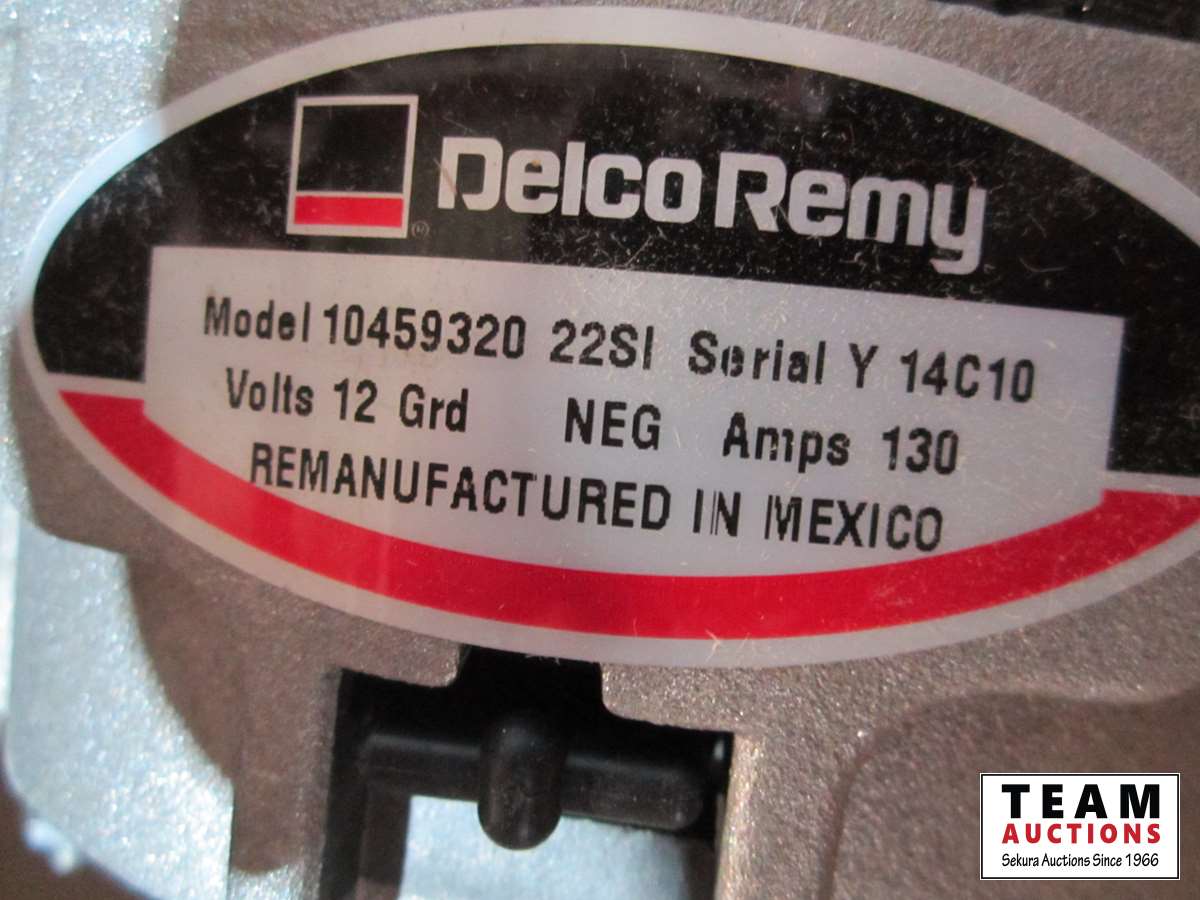 Delco Remy
®
Model 10459320 22SI Serial Y 14C10
Volts 12 Grd NEG Amps 130
REMANUFACTURED IN MEXICO
TEAM
AUCTIONS
Sekura Auctions Since 1966